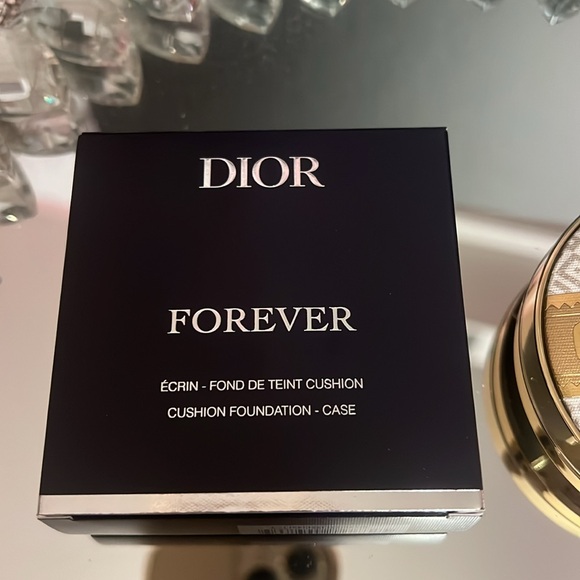 DIOR
FOREVER
ÉCRIN - FOND DE TEINT CUSHION
CUSHION FOUNDATION - CASE